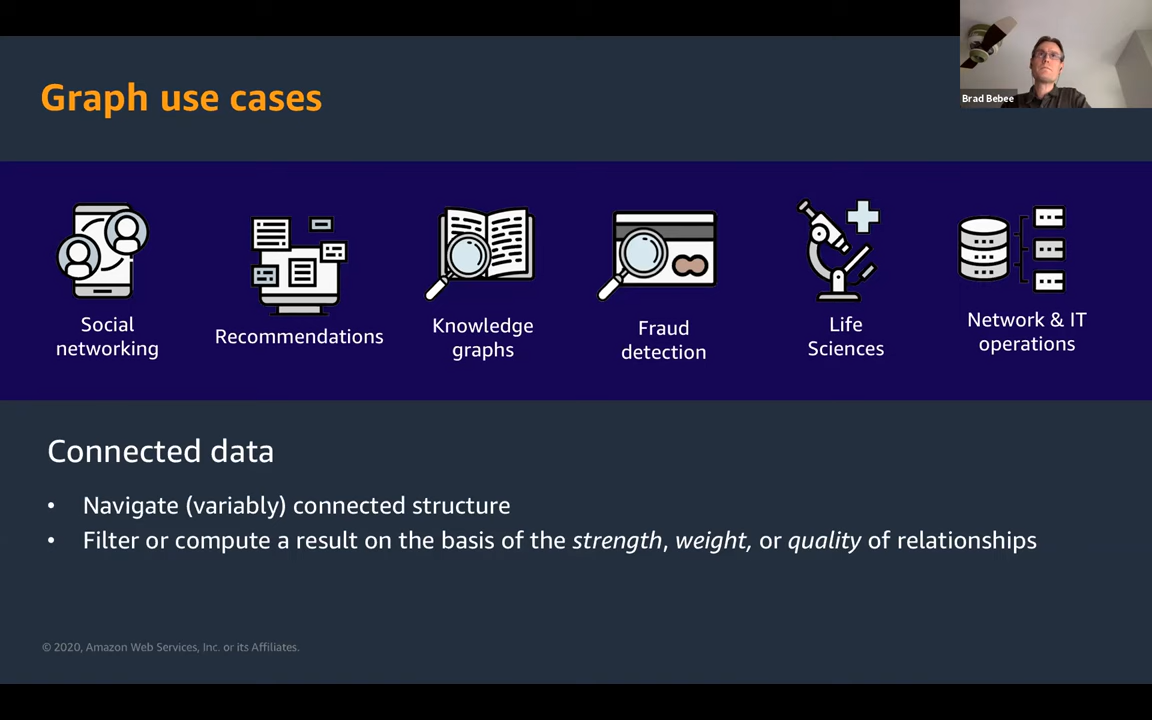 Graph use cases
Brad Bebee
Social
networking
Recommendations
Knowledge
graphs
Fraud
detection
Life
Sciences
Network & IT
operations
Connected data
• Navigate (variably) connected structure
• Filter or compute a result on the basis of the strength, weight, or quality of relationships
© 2020, Amazon Web Services, Inc. or its Affiliates.